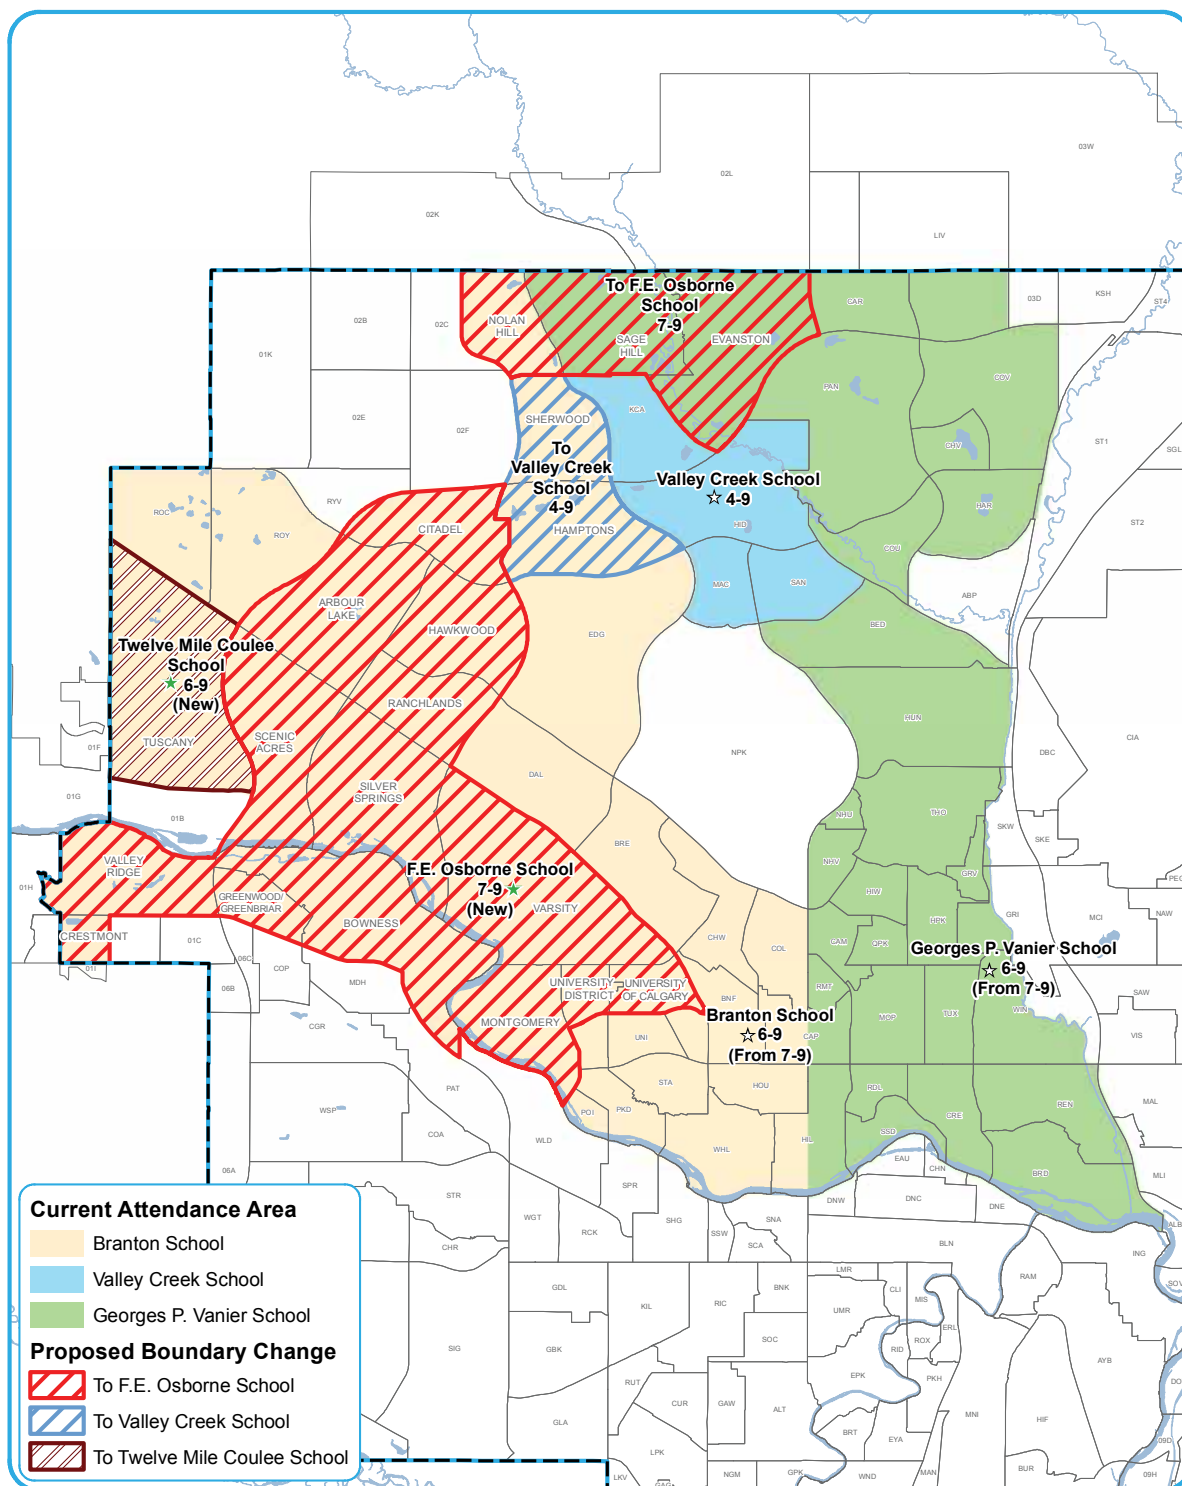 03W
02L
02K
LIV
To F.E. Osborne
School
7-9
CAR
03D
KSH
ST4
02B
02C
NOLAN
HILL
SAGE
HILL
EVANSTON
01K
PAN
COV
02E
02F
KCA
SHERWOOD
CHV
ST1
SGL
To
Valley Creek
School
4-9
Valley Creek School
4-9
RYV
ROC
ROY
CITADEL
HAMPTONS
HID
HAR
ST2
COU
MAC
SAN
ABP
ARBOUR
LAKE
HAWKWOOD
EDG
BED
Twelve Mile Coulee
School
6-9
(New)
RANCHLANDS
HUN
TUSCANY
SCENIC
ACRES
01F
NPK
DBC
CIA
DAL
SILVER
SPRINGS
01G
01B
NHU
THO
SKW
SKE
BRE
VALLEY
RIDGE
NHV
GRV
F.E. Osborne School
7-9
(New)
01H
GREENWOOD/
GREENBRIAR
HIW
PEG
BOWNESS
VARSITY
HPK
GRI
MCI
NAW
CRESTMONT
01C
CHW
COL
CAM
QPK
Georges P. Vanier School
6-9
(From 7-9)
06C
COP
01I
MDH
06B
UNIVERSITY
DISTRICT
UNIVERSITY
OF CALGARY
BNF
RMT
SAW
Branton School
6-9
(From 7-9)
MOP
TUX
WIN
CGR
MONTGOMERY
UNI
CAP
VIS
PAT
STA
HOU
RDL
CRE
REN
MAL
WSP
POI
PKD
COA
WLD
WHL
HIL
SSD
EAU
CHN
BRD
MLI
06A
STR
SPR
DNW
DNC
DNE
WGT
RCK
SHG
SSW
SNA
SCA
ALB
CHR
BLN
ING
GDL
LMR
RAM
SOV
KIL
RIC
BNK
UMR
CLI
MIS
SIG
GBK
SOC
RID
ROX
ERL
AYB
RUT
EPK
PKH
DO
CUR
GAW
ALT
MNI
HIF
GLA
BRT
EYA
LPK
09D
LKV
NGM
GPK
WND
MAN
BUR
09H
GAG
Current Attendance Area
Branton School
Valley Creek School
Georges P. Vanier School
Proposed Boundary Change
To F.E. Osborne School
To Valley Creek School
To Twelve Mile Coulee School